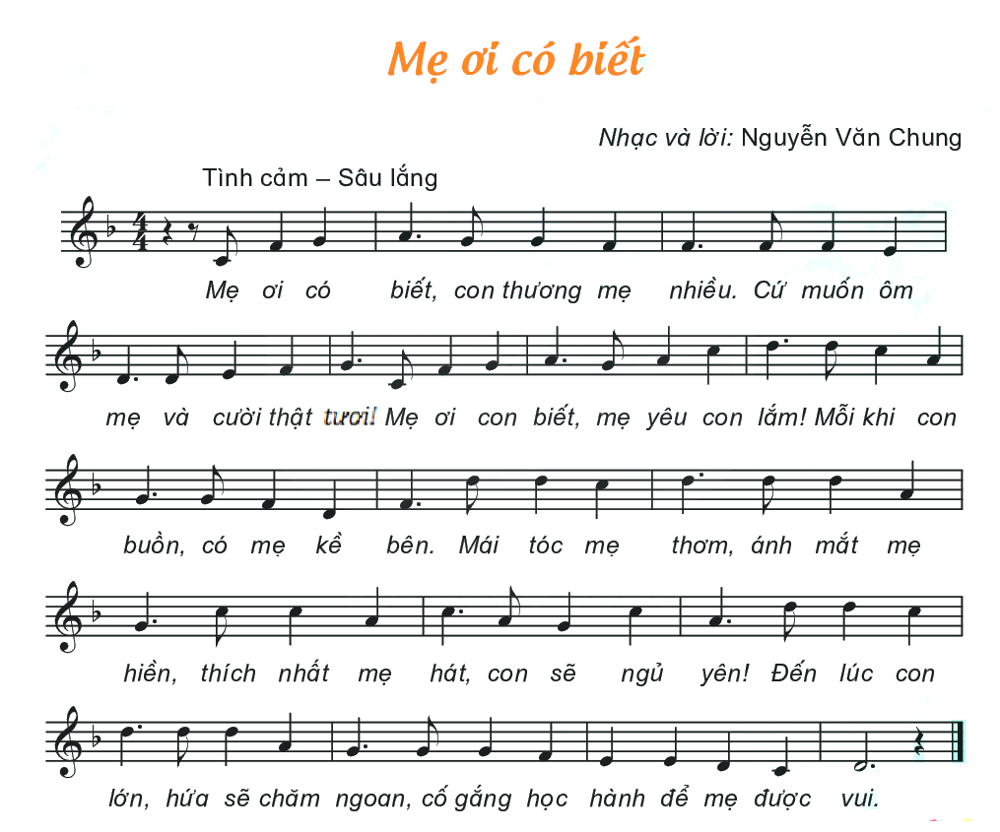 Mẹ ơi có biết
Nhạc và lời: Nguyễn Văn Chung
Tình cảm – Sâu lắng
4
4
Mẹ ơi có biết, con thương mẹ nhiều. Cứ muốn ôm
mẹ và cười thật tươi! Mẹ ơi con biết, mẹ yêu con lắm! Mỗi khi con
buồn, có mẹ kề bên. Mái tóc mẹ thơm, ánh mắt mẹ
hiền, thích nhất mẹ hát, con sẽ ngủ yên! Đến lúc con
lớn, hứa sẽ chăm ngoan, cố gắng học hành để mẹ được vui.